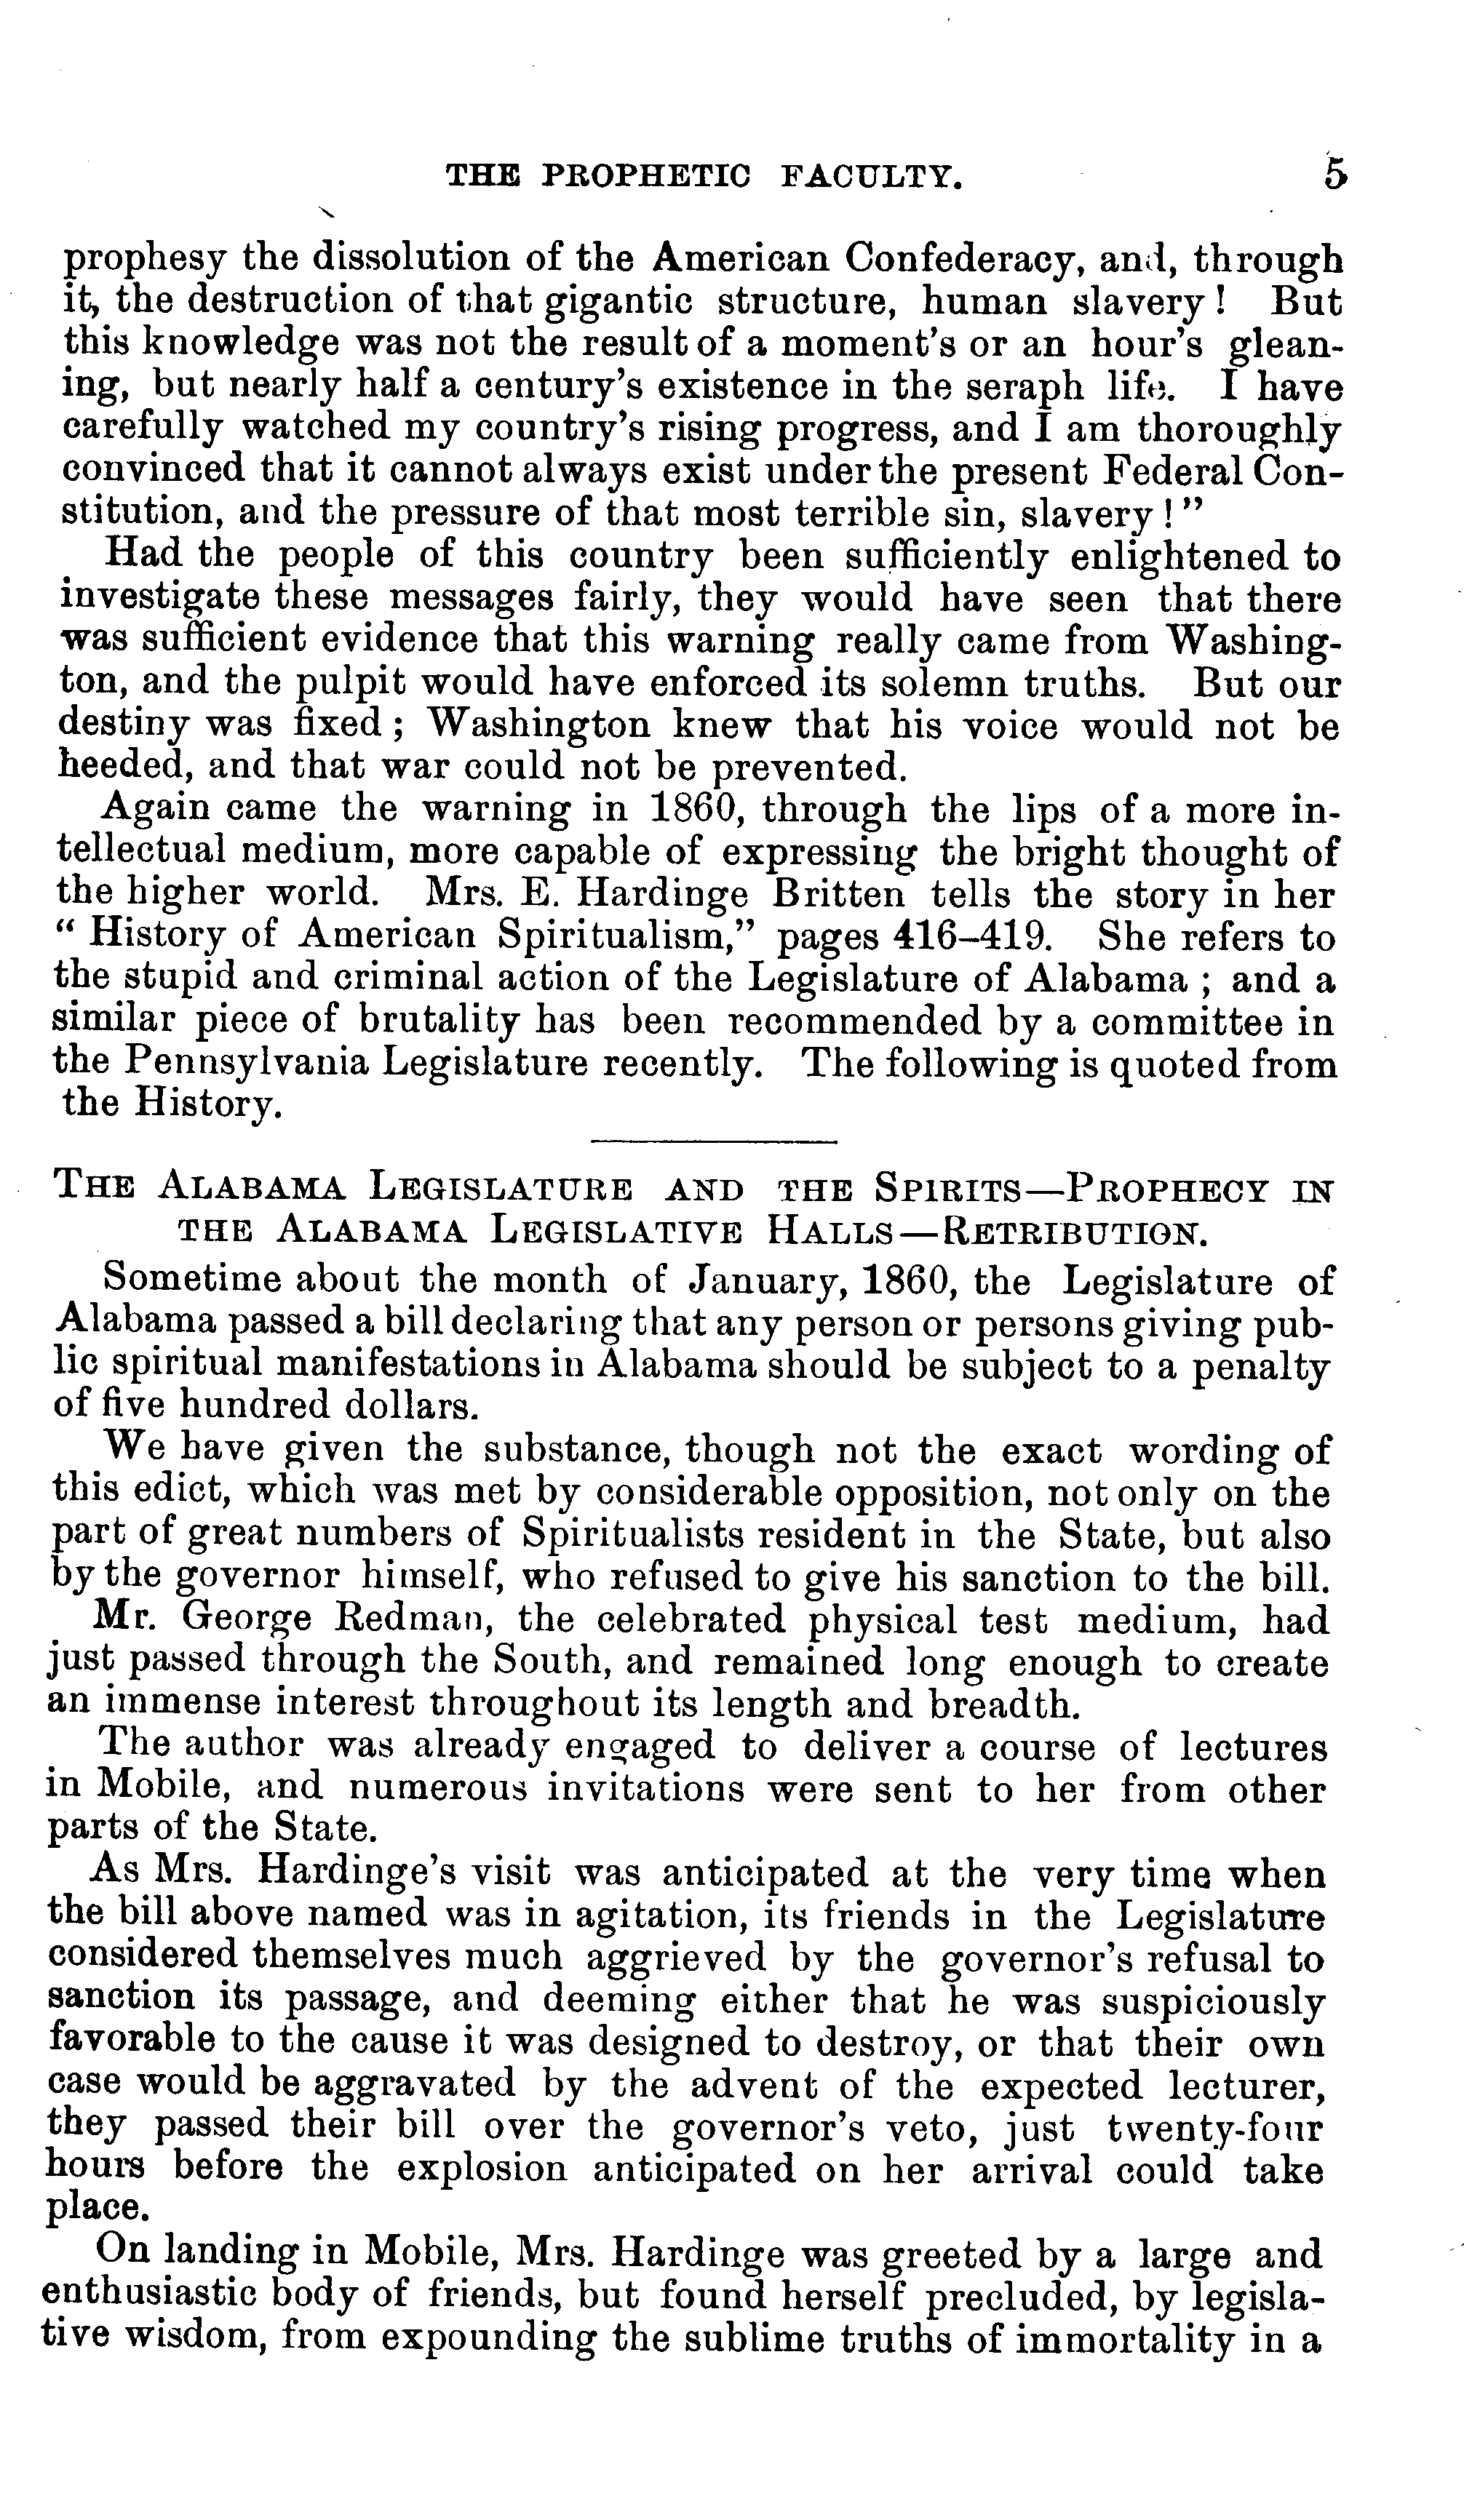 THE PROPHETIC FACULTY. 5
prophesy the dissolution of the American Confederacy, and, through
it, the destruction of that gigantic structure, human slavery! But
this knowledge was not the result of a moment's or an hour's glean-
ing, but nearly half a century's existence in the seraph life. I have
carefully watched my country's rising progress, and I am thoroughly
convinced that it cannot always exist under the present Federal Con-
stitution, and the pressure of that most terrible sin, slavery!"
Had the people of this country been sufficiently enlightened to
investigate these messages fairly, they would have seen that there
was sufficient evidence that this warning really came from Washing-
ton, and the pulpit would have enforced its solemn truths. But our
destiny was fixed; Washington knew that his voice would not be
heeded, and that war could not be prevented.
Again came the warning in 1860, through the lips of a more in-
tellectual medium, more capable of expressing the bright thought of
the higher world. Mrs. E. Hardinge Britten tells the story in her
"History of American Spiritualism," pages 416–419. She refers to
the stupid and criminal action of the Legislature of Alabama; and a
similar piece of brutality has been recommended by a committee in
the Pennsylvania Legislature recently. The following is quoted from
the History.
THE ALABAMA LEGISLATURE AND THE SPIRITS—PROPHECY IN
THE ALABAMA LEGISLATIVE HALLS—RETRIBUTION.
Sometime about the month of January, 1860, the Legislature of
Alabama passed a bill declaring that any person or persons giving pub-
lic spiritual manifestations in Alabama should be subject to a penalty
of five hundred dollars.
We have given the substance, though not the exact wording of
this edict, which was met by considerable opposition, not only on the
part of great numbers of Spiritualists resident in the State, but also
by the governor himself, who refused to give his sanction to the bill.
Mr. George Redman, the celebrated physical test medium, had
just passed through the South, and remained long enough to create
an immense interest throughout its length and breadth.
The author was already engaged to deliver a course of lectures
in Mobile, and numerous invitations were sent to her from other
parts of the State.
As Mrs. Hardinge's visit was anticipated at the very time when
the bill above named was in agitation, its friends in the Legislature
considered themselves much aggrieved by the governor's refusal to
sanction its passage, and deeming either that he was suspiciously
favorable to the cause it was designed to destroy, or that their own
case would be aggravated by the advent of the expected lecturer,
they passed their bill over the governor's veto, just twenty-four
hours before the explosion anticipated on her arrival could take
place.
On landing in Mobile, Mrs. Hardinge was greeted by a large and
enthusiastic body of friends, but found herself precluded, by legisla-
tive wisdom, from expounding the sublime truths of immortality in a